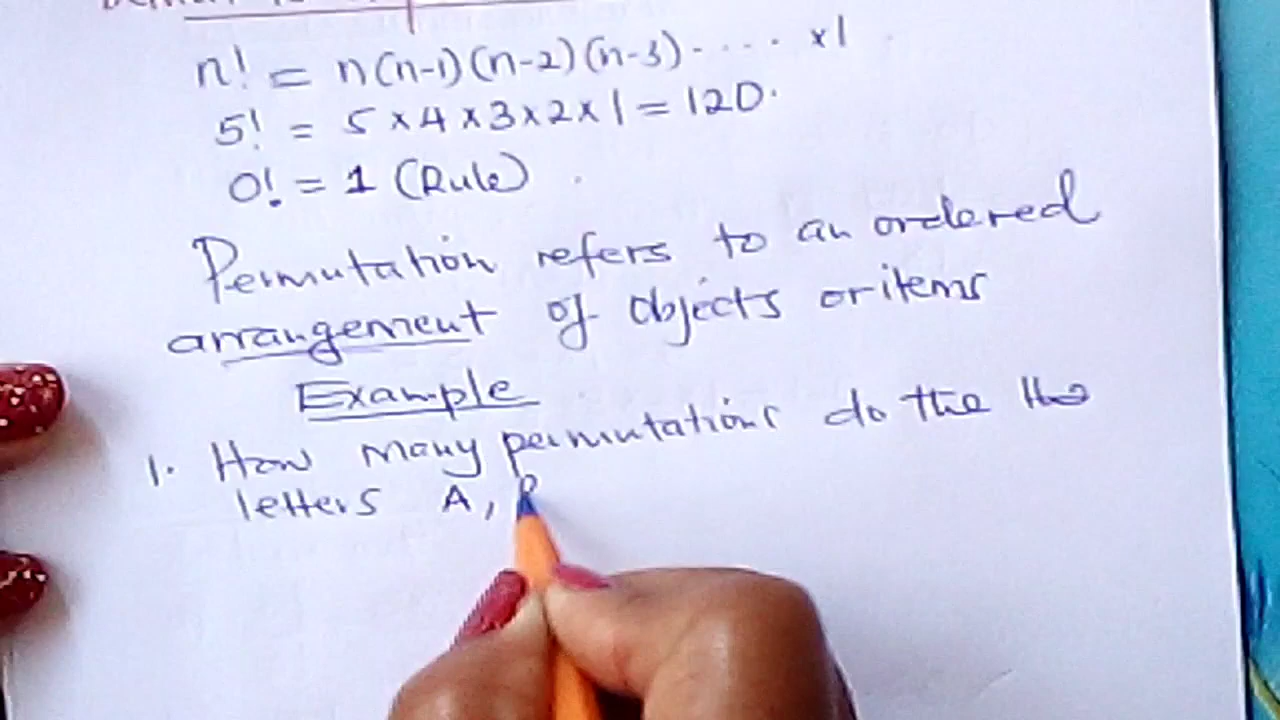 n! = n(n-1)(n-2)(n-3)..... x1
5! = 5 x 4 x 3 x 2 x 1 = 120.
0! = 1 (Rule)
Permutation refers to an ordered
arrangement of objects or items
Example
1. How many permutations do the
letters A,